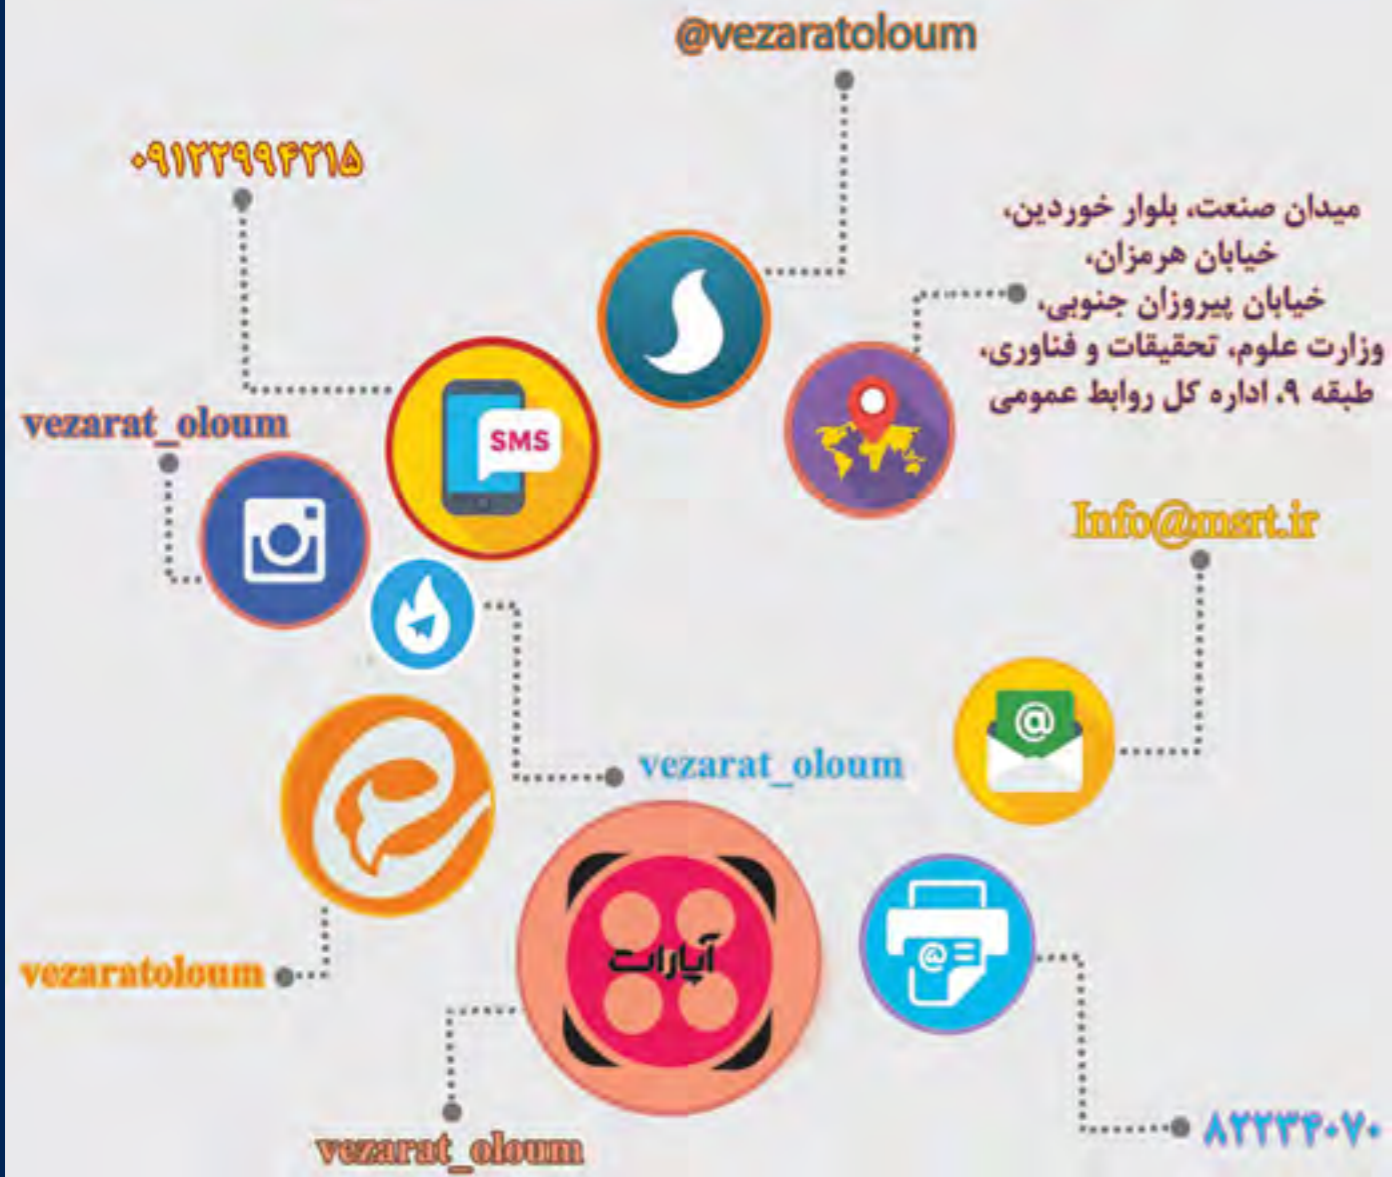 @vezaratoloum
۰۹۱۲۲۹۹۴۲۱۵
میدان صنعت، بلوار خوردین،
خیابان هرمزان،
خیابان پیروزان جنوبی،
وزارت علوم، تحقیقات و فناوری،
طبقه ۹، اداره کل روابط عمومی
vezarat_oloum
SMS
Info@msrt.ir
@
vezarat_oloum
آپارات
@
vezaratoloum
vezarat_oloum
۸۲۲۳۴۰۷۰